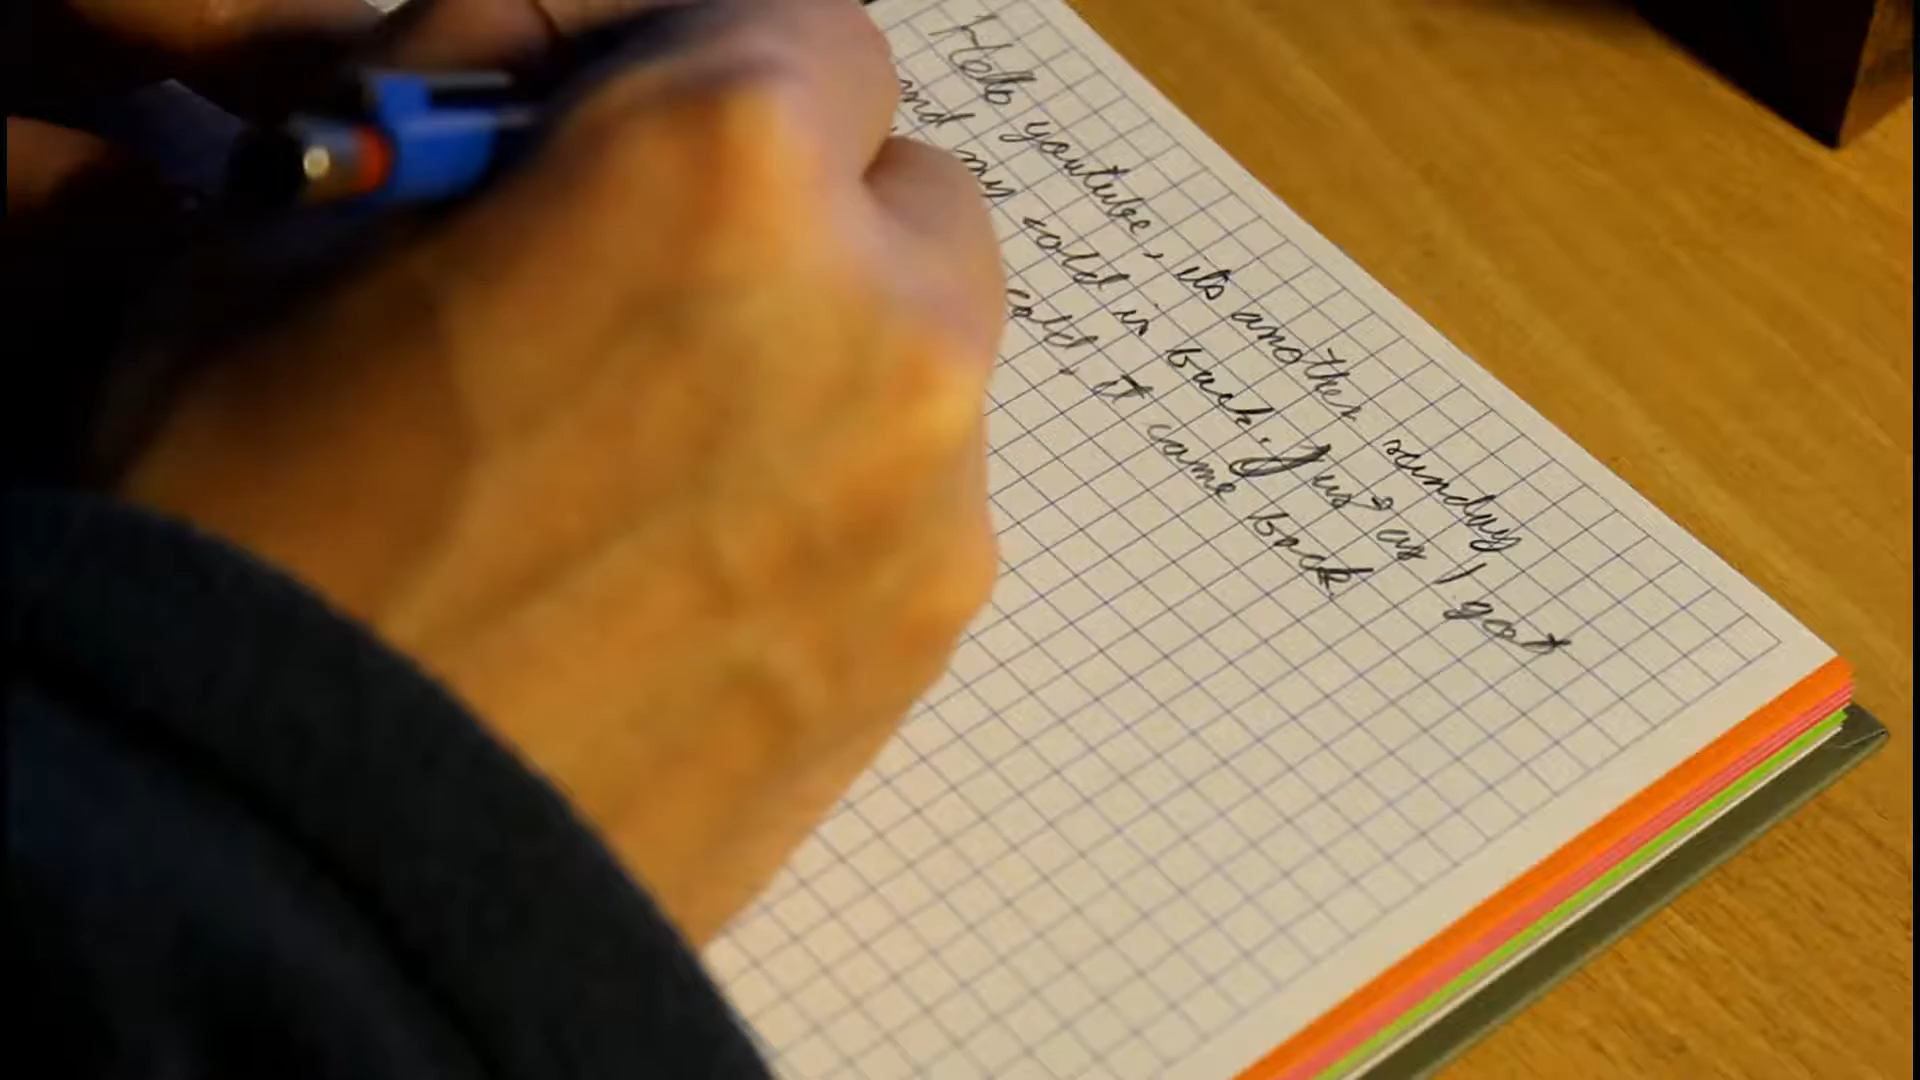 Hello youtube, its another sunday
and my cold is back. Just as I got
cold, it came back